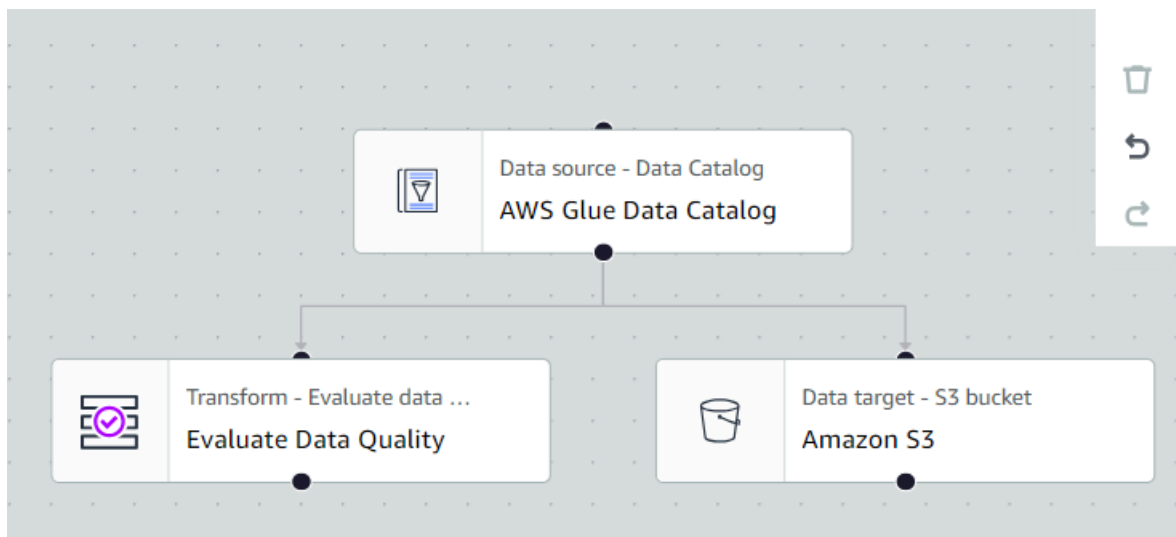 Data source - Data Catalog
AWS Glue Data Catalog
Transform - Evaluate data ...
Evaluate Data Quality
Data target - S3 bucket
Amazon S3